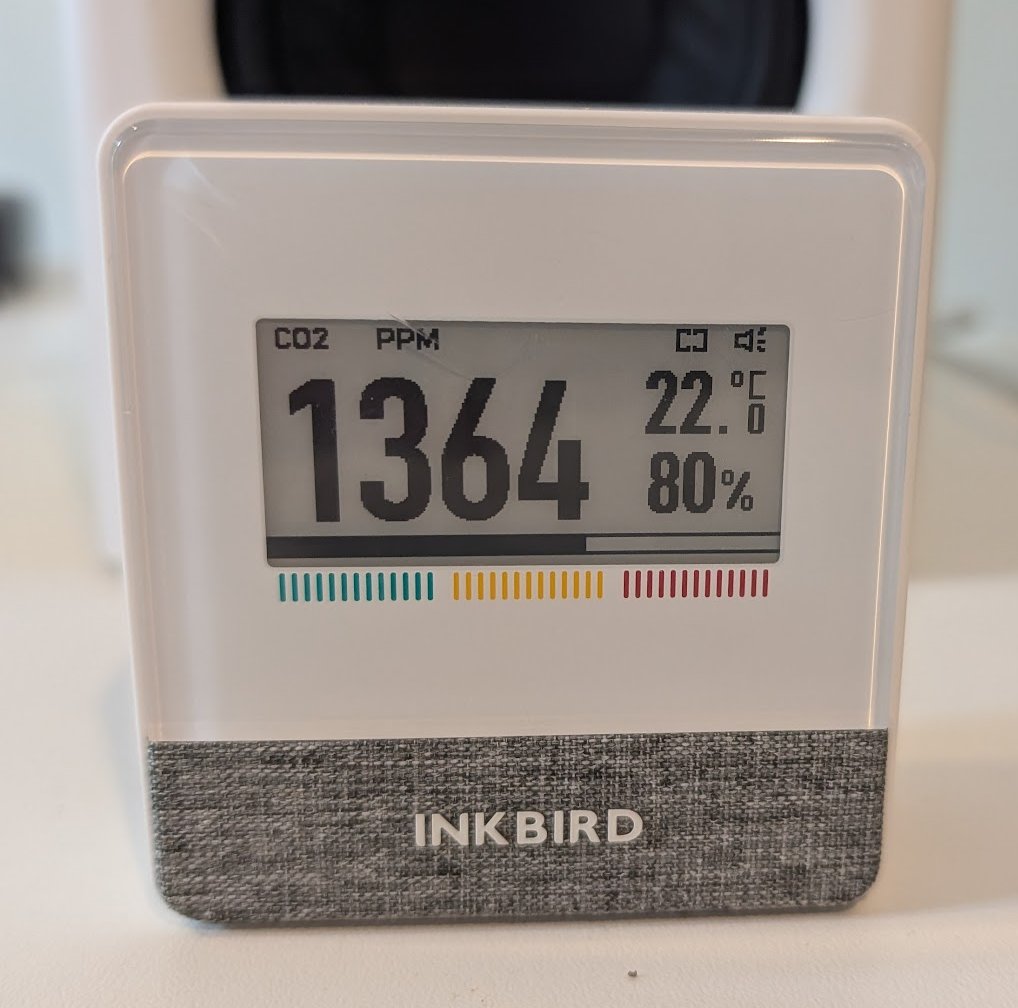 CO2 PPM
1364
22.0°C
80%
INKBIRD